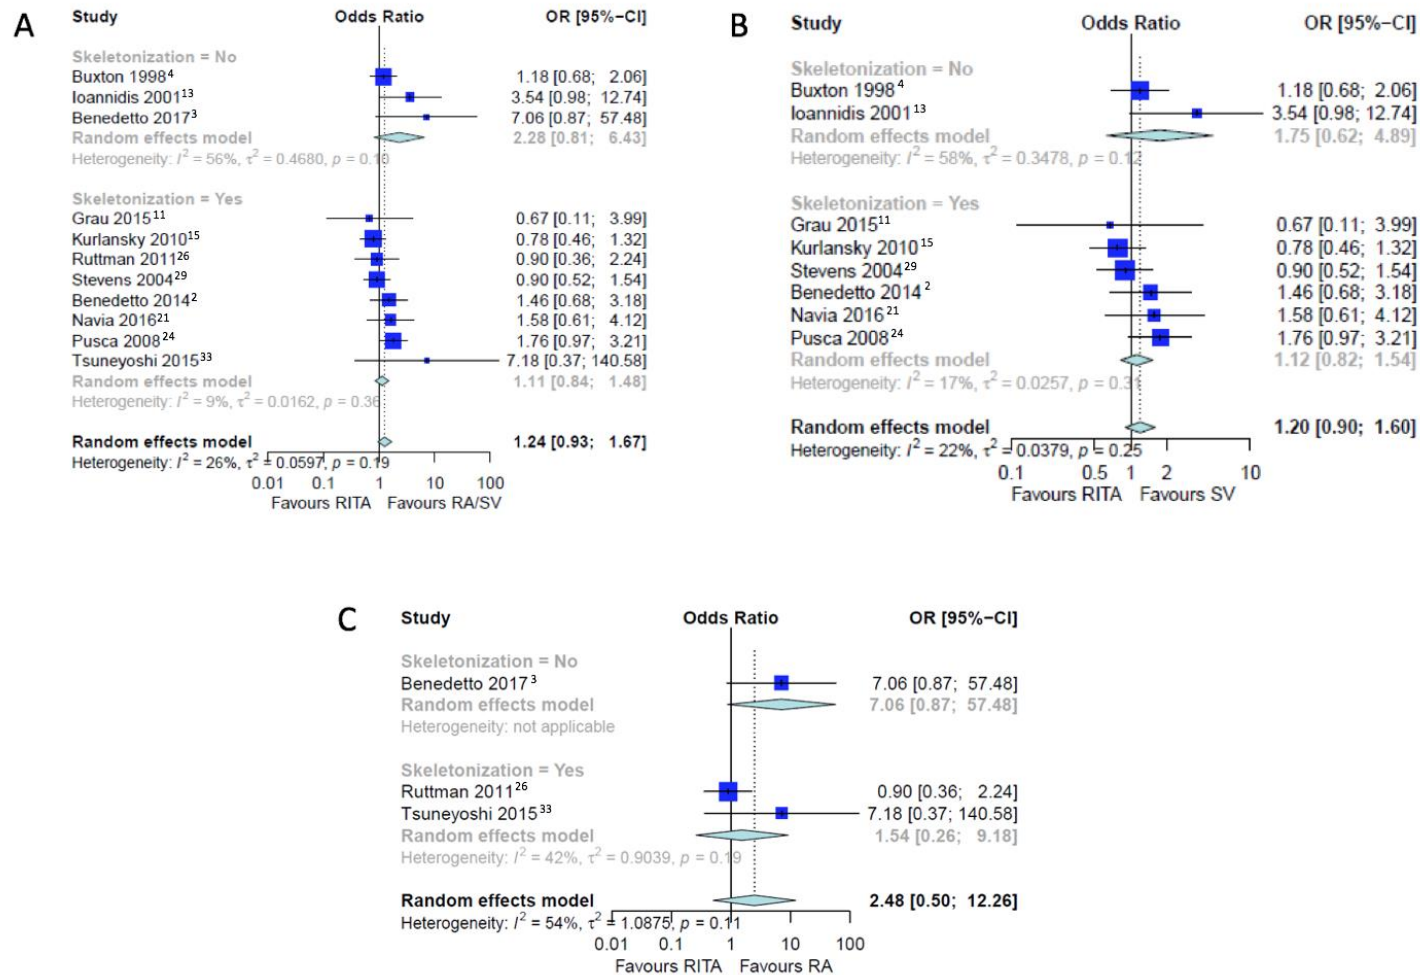 A
Study Odds Ratio OR [95%−CI]
Skeletonization = No
Buxton 1998⁴ 1.18 [0.68; 2.06]
Ioannidis 2001¹³ 3.54 [0.98; 12.74]
Benedetto 2017³ 7.06 [0.87; 57.48]
Random effects model 2.28 [0.81; 6.43]
Heterogeneity: I² = 56%, τ² = 0.4680, p = 0.10
Skeletonization = Yes
Grau 2015¹¹ 0.67 [0.11; 3.99]
Kurlansky 2010¹⁵ 0.78 [0.46; 1.32]
Ruttman 2011²⁶ 0.90 [0.36; 2.24]
Stevens 2004²⁹ 0.90 [0.52; 1.54]
Benedetto 2014² 1.46 [0.68; 3.18]
Navia 2016²¹ 1.58 [0.61; 4.12]
Pusca 2008²⁴ 1.76 [0.97; 3.21]
Tsuneyoshi 2015³³ 7.18 [0.37; 140.58]
Random effects model 1.11 [0.84; 1.48]
Heterogeneity: I² = 9%, τ² = 0.0162, p = 0.36
Random effects model 1.24 [0.93; 1.67]
Heterogeneity: I² = 26%, τ² = 0.0597, p = 0.19
0.01 0.1 1 10 100
Favours RITA Favours RA/SV
B
Study Odds Ratio OR [95%−CI]
Skeletonization = No
Buxton 1998⁴ 1.18 [0.68; 2.06]
Ioannidis 2001¹³ 3.54 [0.98; 12.74]
Random effects model 1.75 [0.62; 4.89]
Heterogeneity: I² = 58%, τ² = 0.3478, p = 0.12
Skeletonization = Yes
Grau 2015¹¹ 0.67 [0.11; 3.99]
Kurlansky 2010¹⁵ 0.78 [0.46; 1.32]
Stevens 2004²⁹ 0.90 [0.52; 1.54]
Benedetto 2014² 1.46 [0.68; 3.18]
Navia 2016²¹ 1.58 [0.61; 4.12]
Pusca 2008²⁴ 1.76 [0.97; 3.21]
Random effects model 1.12 [0.82; 1.54]
Heterogeneity: I² = 17%, τ² = 0.0257, p = 0.31
Random effects model 1.20 [0.90; 1.60]
Heterogeneity: I² = 22%, τ² = 0.0379, p = 0.25
0.1 0.5 1 2 10
Favours RITA Favours SV
C
Study Odds Ratio OR [95%−CI]
Skeletonization = No
Benedetto 2017³ 7.06 [0.87; 57.48]
Random effects model 7.06 [0.87; 57.48]
Heterogeneity: not applicable
Skeletonization = Yes
Ruttman 2011²⁶ 0.90 [0.36; 2.24]
Tsuneyoshi 2015³³ 7.18 [0.37; 140.58]
Random effects model 1.54 [0.26; 9.18]
Heterogeneity: I² = 42%, τ² = 0.9039, p = 0.19
Random effects model 2.48 [0.50; 12.26]
Heterogeneity: I² = 54%, τ² = 1.0875, p = 0.11
0.01 0.1 1 10 100
Favours RITA Favours RA